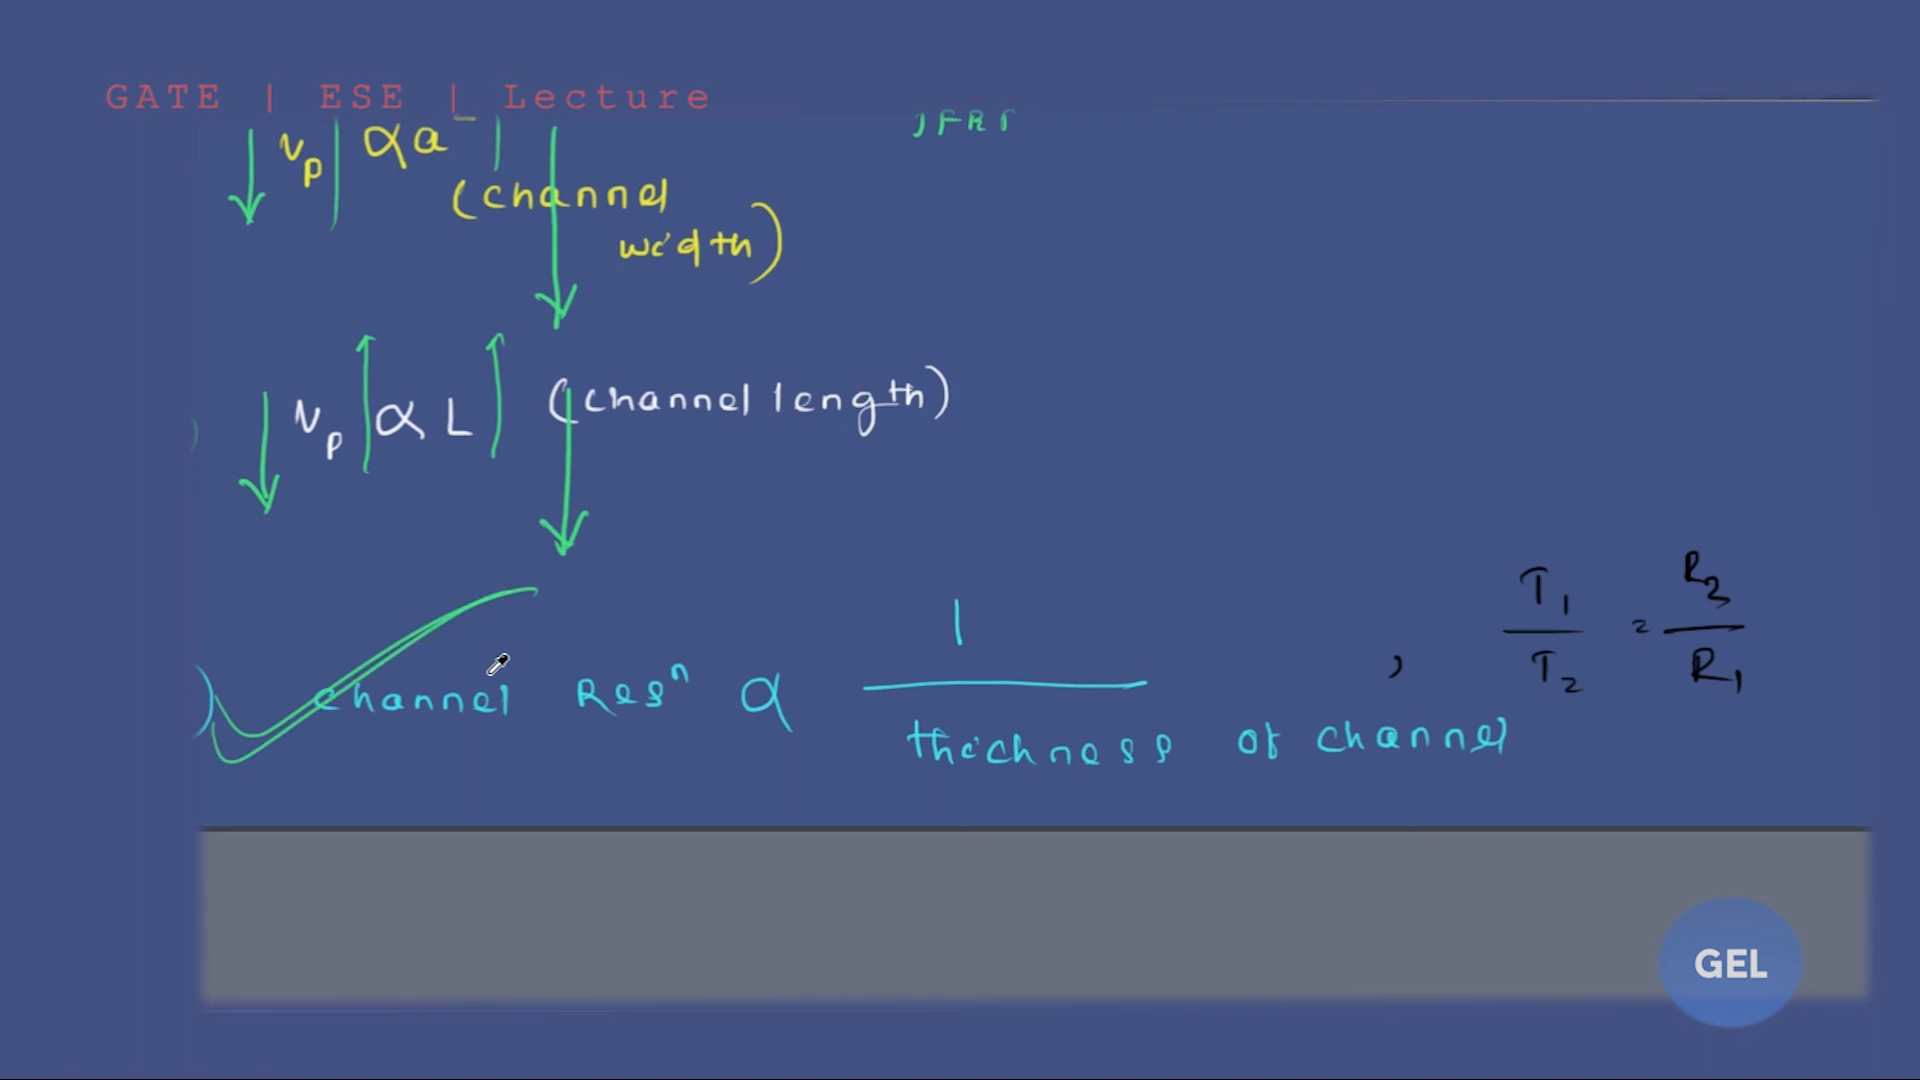 GATE | ESE | Lecture
JFET
Vp ∝ a
(channel
width)
Vp ∝ L (channel length)
) channel Resⁿ ∝ 1 / thickness of channel , T₁ / T₂ = R₂ / R₁
GEL